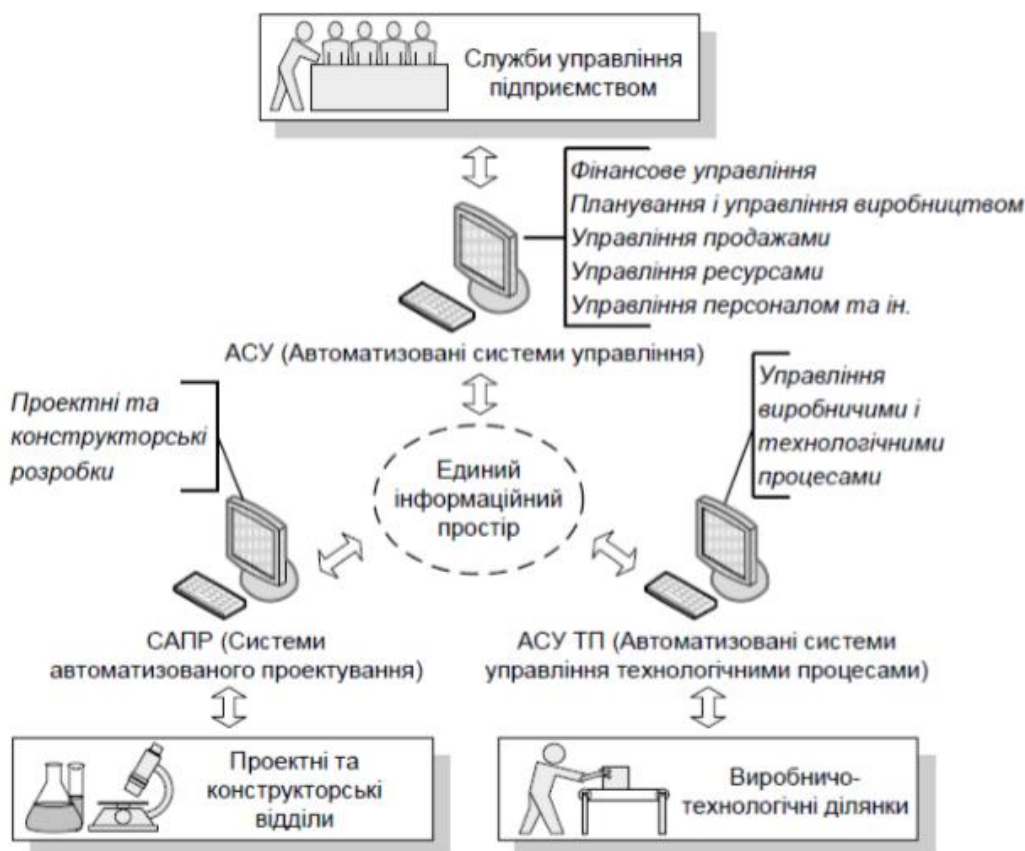 Служби управління
підприємством
Фінансове управління
Планування і управління виробництвом
Управління продажами
Управління ресурсами
Управління персоналом та ін.
АСУ (Автоматизовані системи управління)
Проектні та
конструкторські
розробки
Управління
виробничими і
технологічними
процесами
Единий
інформаційний
простір
САПР (Системи
автоматизованого проектування)
АСУ ТП (Автоматизовані системи
управління технологічними процесами)
Проектні та
конструкторські
відділи
Виробничо-
технологічні ділянки